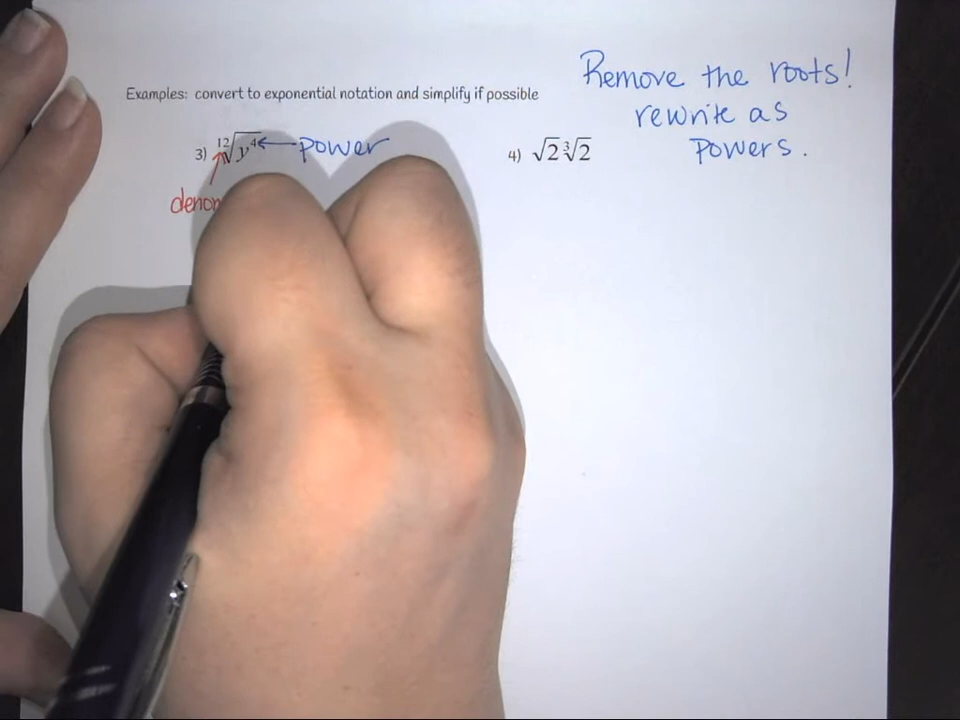 Remove the roots!
rewrite as
powers.
Examples: convert to exponential notation and simplify if possible
3) ¹²√y⁴ ← power
4) √2 ³√2